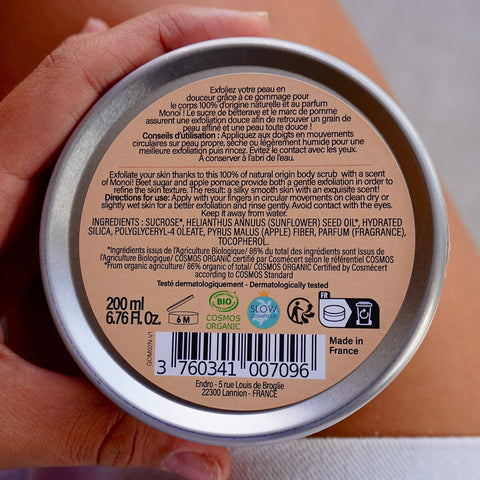 Exfoliez votre peau en
douceur grâce à ce gommage pour
le corps 100% d'origine naturelle et au parfum
Monoï ! Le sucre de betterave et le marc de pomme
assurent une exfoliation douce afin de retrouver un grain de
peau affiné et une peau toute douce !
Conseils d'utilisation : Appliquez aux doigts en mouvements
circulaires sur peau propre, sèche ou légèrement humide pour une
meilleure exfoliation puis rincez. Evitez le contact avec les yeux.
A conserver à l'abri de l'eau.
Exfoliate your skin thanks to this 100% of natural origin body scrub with a scent
of Monoi! Beet sugar and apple pomace provide both a gentle exfoliation in order to
refine the skin texture. The result: a silky smooth skin with an exquisite scent!
Directions for use: Apply with your fingers in circular movements on clean dry or
slightly wet skin for a better exfoliation and rinse gently. Avoid contact with the eyes.
Keep it away from water.
INGREDIENTS : SUCROSE*, HELIANTHUS ANNUUS (SUNFLOWER) SEED OIL*, HYDRATED
SILICA, POLYGLYCERYL-4 OLEATE, PYRUS MALUS (APPLE) FIBER, PARFUM (FRAGRANCE),
TOCOPHEROL.
*Ingrédients issus de l'Agriculture Biologique/ 86% du total des ingrédients sont issus de
l'Agriculture Biologique/ COSMOS ORGANIC certifié par Cosmécert selon le référentiel COSMOS
*From organic agriculture/ 86% organic of total/ COSMOS ORGANIC Certified by Cosmécert
according to COSMOS Standard
Testé dermatologiquement - Dermatologically tested
200 ml
6.76 Fl. oz.
6 M
BIO
COSMOS
ORGANIC
SLOW
COSMÉTIQUE
FR
GOM02N-V1
3 760341 007096
Made in
France
Endro - 5 rue Louis de Broglie
22300 Lannion - FRANCE